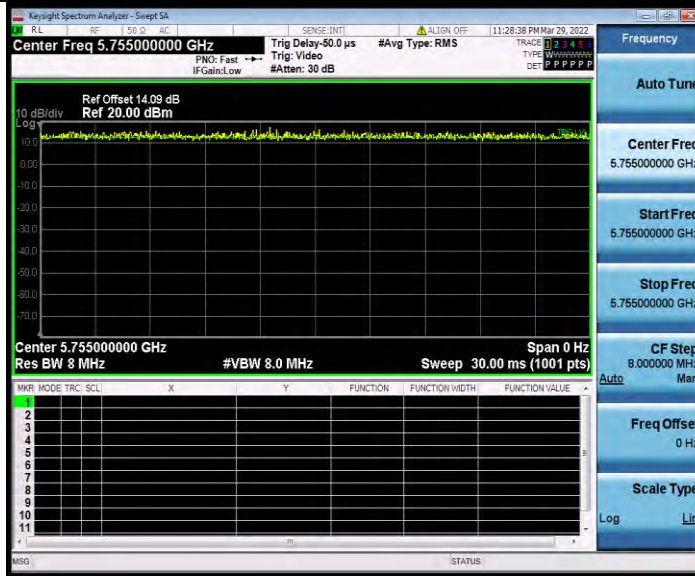 Keysight Spectrum Analyzer - Swept SA
RL RF 50 Ω AC SENSE:INT ALIGN OFF 11:28:38 PM Mar 29, 2022
Center Freq 5.755000000 GHz
Trig Delay-50.0 µs #Avg Type: RMS TRACE 1 2 3 4 5 6
PNO: Fast Trig: Video TYPE WWWWWW
IFGain:Low #Atten: 30 dB DET P P P P P P
Ref Offset 14.09 dB
10 dB/div Ref 20.00 dBm
Log
10.0
0.00
-10.0
-20.0
-30.0
-40.0
-50.0
-60.0
-70.0
Center 5.755000000 GHz Span 0 Hz
Res BW 8 MHz #VBW 8.0 MHz Sweep 30.00 ms (1001 pts)
MKR MODE TRC SCL X Y FUNCTION FUNCTION WIDTH FUNCTION VALUE
1
2
3
4
5
6
7
8
9
10
11
MSG STATUS
Frequency
Auto Tune
Center Freq
5.755000000 GHz
Start Freq
5.755000000 GHz
Stop Freq
5.755000000 GHz
CF Step
8.000000 MHz
Auto Man
Freq Offset
0 Hz
Scale Type
Log Lin